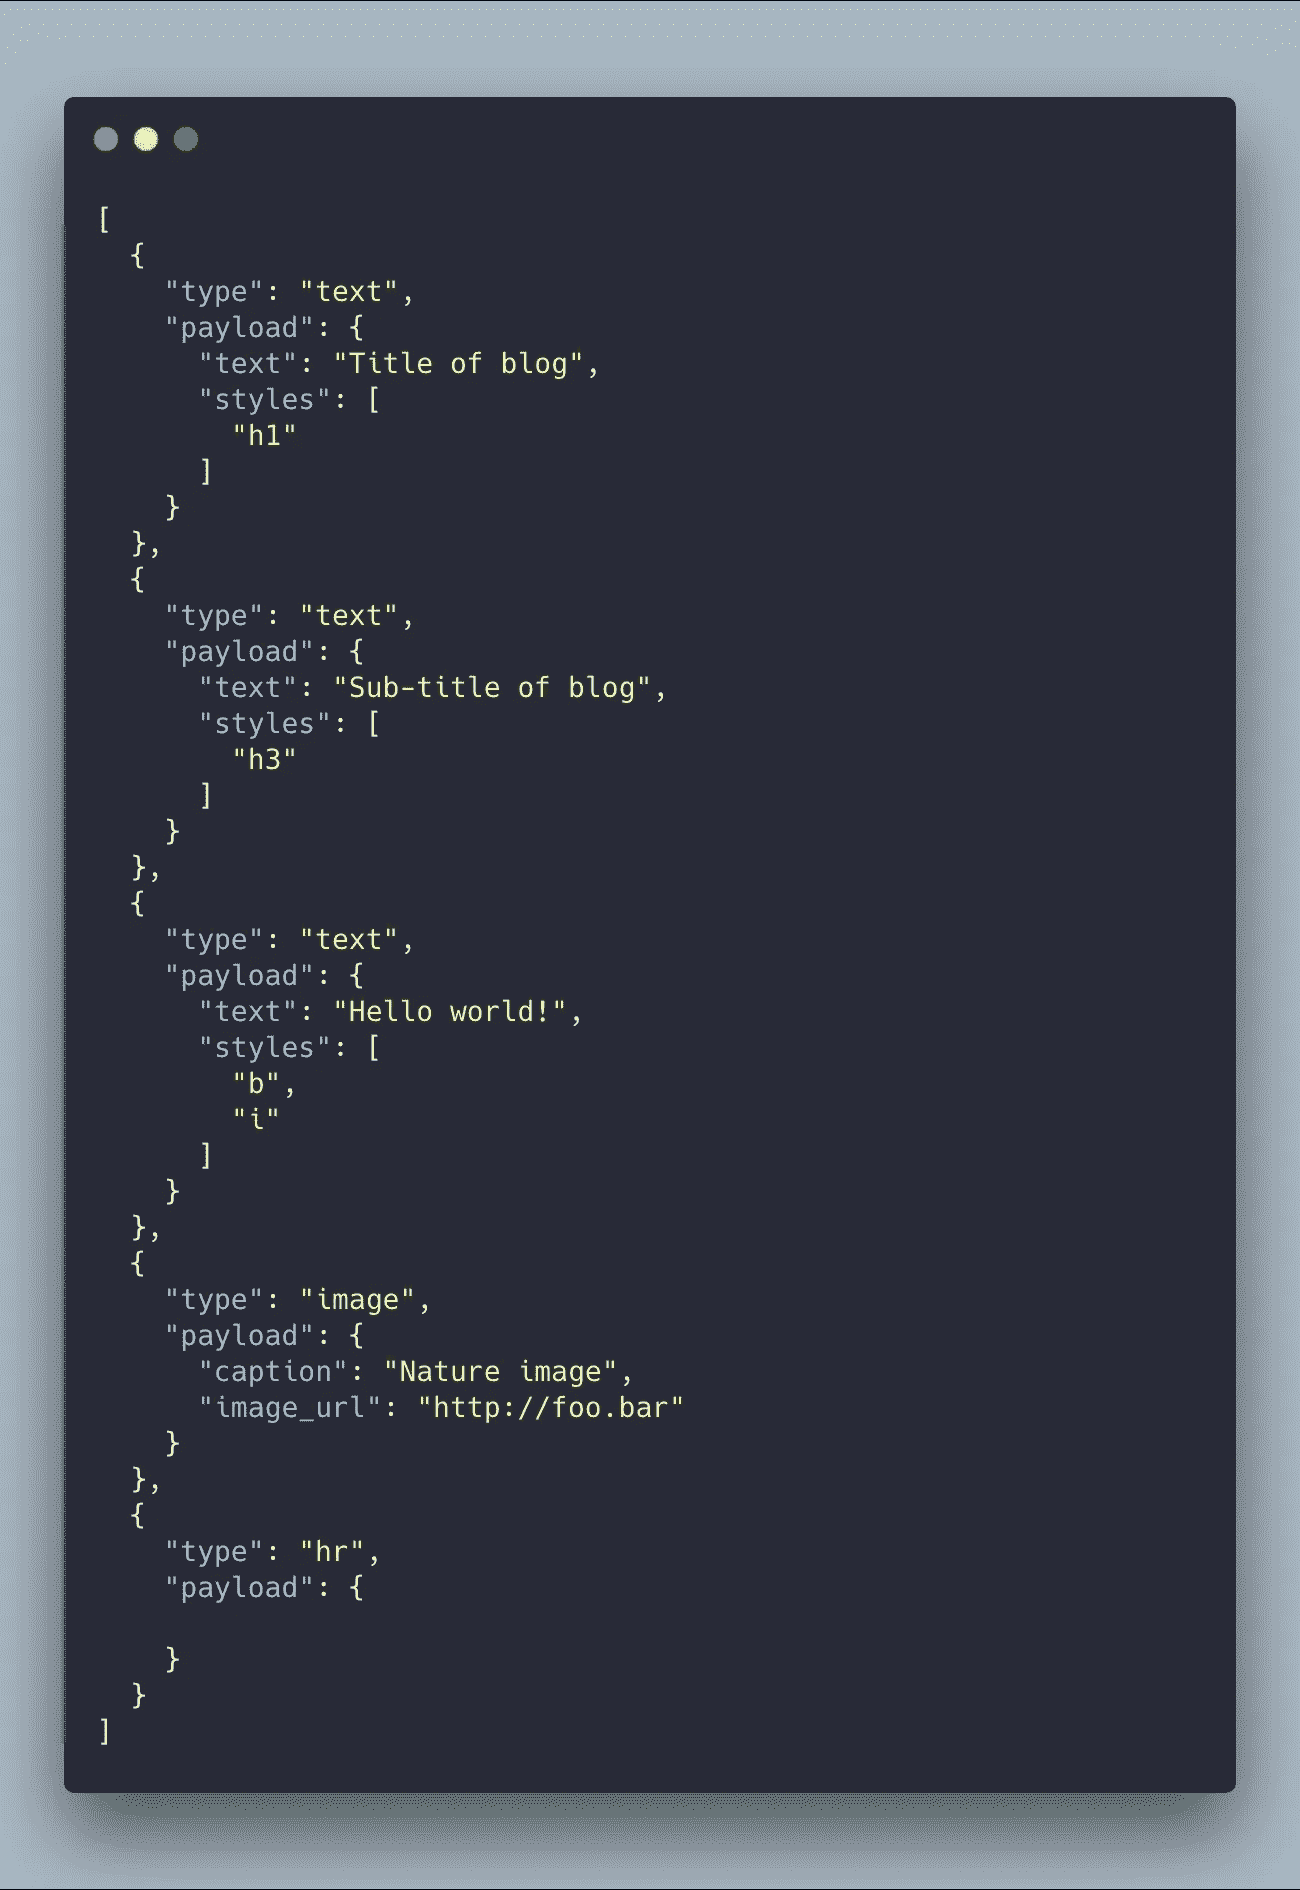 [
  {
    "type": "text",
    "payload": {
      "text": "Title of blog",
      "styles": [
        "h1"
      ]
    }
  },
  {
    "type": "text",
    "payload": {
      "text": "Sub-title of blog",
      "styles": [
        "h3"
      ]
    }
  },
  {
    "type": "text",
    "payload": {
      "text": "Hello world!",
      "styles": [
        "b",
        "i"
      ]
    }
  },
  {
    "type": "image",
    "payload": {
      "caption": "Nature image",
      "image_url": "http://foo.bar"
    }
  },
  {
    "type": "hr",
    "payload": {

    }
  }
]